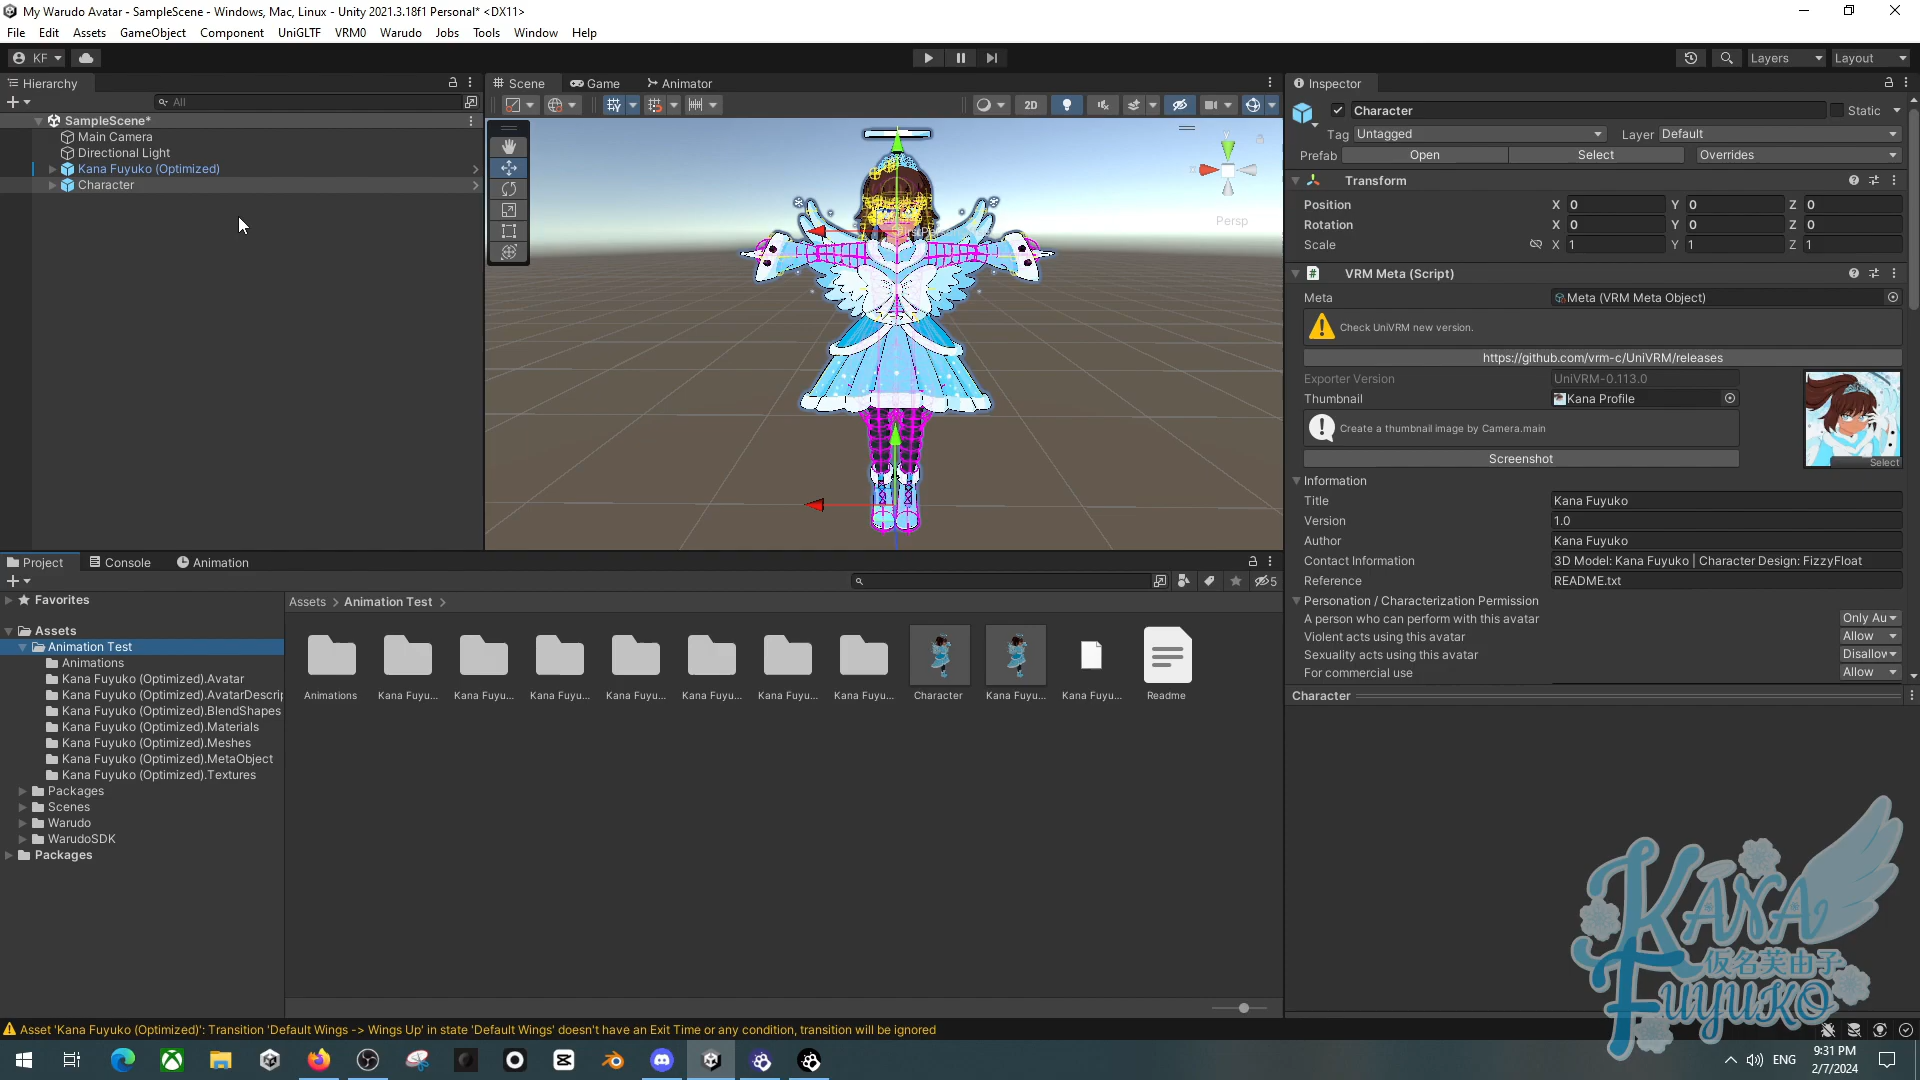 My Warudo Avatar - SampleScene - Windows, Mac, Linux - Unity 2021.3.18f1 Personal* <DX11>
File Edit Assets GameObject Component UniGLTF VRM0 Warudo Jobs Tools Window Help
KF Layers Layout
Hierarchy
All
SampleScene*
Main Camera
Directional Light
Kana Fuyuko (Optimized)
Character
Scene Game Animator
2D
Y
Persp
Inspector
Character Static
Tag Untagged Layer Default
Prefab Open Select Overrides
Transform
Position X 0 Y 0 Z 0
Rotation X 0 Y 0 Z 0
Scale X 1 Y 1 Z 1
# VRM Meta (Script)
Meta Meta (VRM Meta Object)
Check UniVRM new version.
https://github.com/vrm-c/UniVRM/releases
Exporter Version UniVRM-0.113.0
Thumbnail Kana Profile
Create a thumbnail image by Camera.main
Screenshot
Select
Information
Title Kana Fuyuko
Version 1.0
Author Kana Fuyuko
Contact Information 3D Model: Kana Fuyuko | Character Design: FizzyFloat
Reference README.txt
Personation / Characterization Permission
A person who can perform with this avatar Only Au
Violent acts using this avatar Allow
Sexuality acts using this avatar Disallov
For commercial use Allow
Character
Project Console Animation
5
Favorites
Assets
Animation Test
Animations
Kana Fuyuko (Optimized).Avatar
Kana Fuyuko (Optimized).AvatarDescrip
Kana Fuyuko (Optimized).BlendShapes
Kana Fuyuko (Optimized).Materials
Kana Fuyuko (Optimized).Meshes
Kana Fuyuko (Optimized).MetaObject
Kana Fuyuko (Optimized).Textures
Packages
Scenes
Warudo
WarudoSDK
Packages
Assets > Animation Test >
Animations Kana Fuyu... Kana Fuyu... Kana Fuyu... Kana Fuyu... Kana Fuyu... Kana Fuyu... Kana Fuyu... Character Kana Fuyu... Kana Fuyu... Readme
KANA
仮名芙由子
FUYUKO
Asset 'Kana Fuyuko (Optimized)': Transition 'Default Wings -> Wings Up' in state 'Default Wings' doesn't have an Exit Time or any condition, transition will be ignored
ENG
9:31 PM
2/7/2024